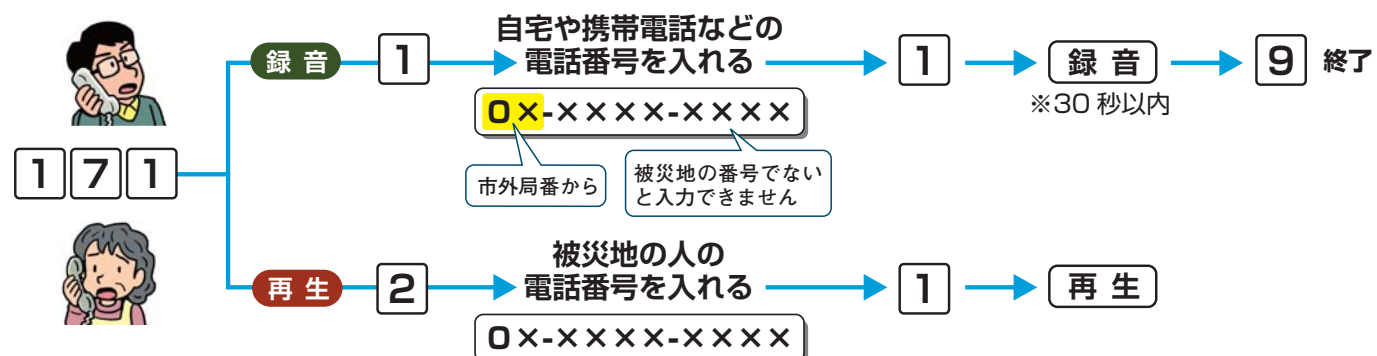 171
録音
1
自宅や携帯電話などの
電話番号を入れる
0×-××××-××××
市外局番から
被災地の番号でない
と入力できません
1
録音
※30秒以内
9 終了
再生
2
被災地の人の
電話番号を入れる
0×-××××-××××
1
再生